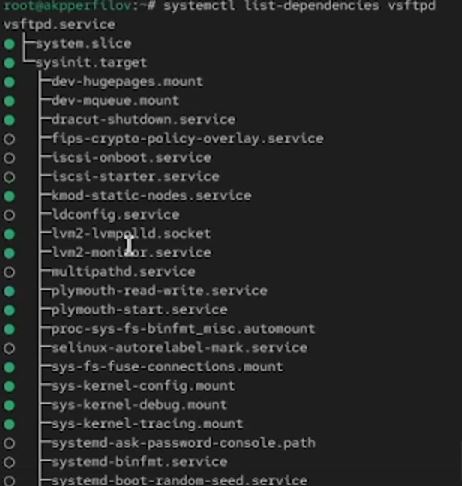 root@akpperfilov:~# systemctl list-dependencies vsftpd
vsftpd.service
● ├─system.slice
● └─sysinit.target
●   ├─dev-hugepages.mount
●   ├─dev-mqueue.mount
●   ├─dracut-shutdown.service
○   ├─fips-crypto-policy-overlay.service
○   ├─iscsi-onboot.service
○   ├─iscsi-starter.service
●   ├─kmod-static-nodes.service
○   ├─ldconfig.service
●   ├─lvm2-lvmpolld.socket
●   ├─lvm2-monitor.service
○   ├─multipathd.service
●   ├─plymouth-read-write.service
●   ├─plymouth-start.service
●   ├─proc-sys-fs-binfmt_misc.automount
○   ├─selinux-autorelabel-mark.service
●   ├─sys-fs-fuse-connections.mount
●   ├─sys-kernel-config.mount
●   ├─sys-kernel-debug.mount
●   ├─sys-kernel-tracing.mount
○   ├─systemd-ask-password-console.path
○   ├─systemd-binfmt.service
○   ├─systemd-boot-random-seed.service